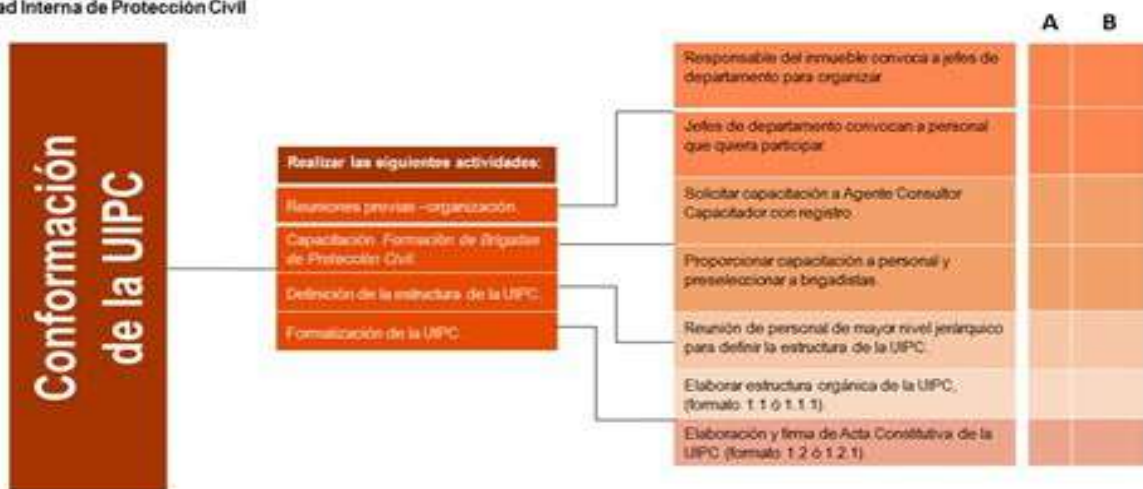 ad Interna de Protección Civil
A B
Conformación
de la UIPC
Realizar las siguientes actividades:
Reuniones previas –organización.
Capacitación Formación de Brigadas
de Protección Civil.
Definición de la estructura de la UIPC
Formalización de la UIPC
Responsable del inmueble convoca a jefes de
departamento para organizar
Jefes de departamento convocan a personal
que quiera participar.
Solicitar capacitación a Agente Consultor
Capacitador con registro
Proporcionar capacitación a personal y
preseleccionar a brigadistas.
Reunión de personal de mayor nivel jerárquico
para definir la estructura de la UIPC.
Elaborar estructura orgánica de la UIPC,
(formato 1.1 ó 1.1.1)
Elaboración y firma de Acta Constitutiva de la
UIPC (formato 1.2 ó 1.2.1)